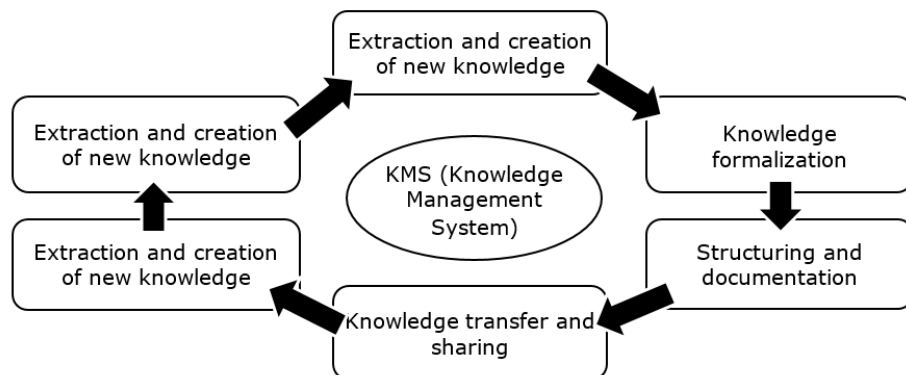 Extraction and creation
of new knowledge
Extraction and creation
of new knowledge
Knowledge
formalization
KMS (Knowledge
Management
System)
Extraction and creation
of new knowledge
Structuring and
documentation
Knowledge transfer and
sharing